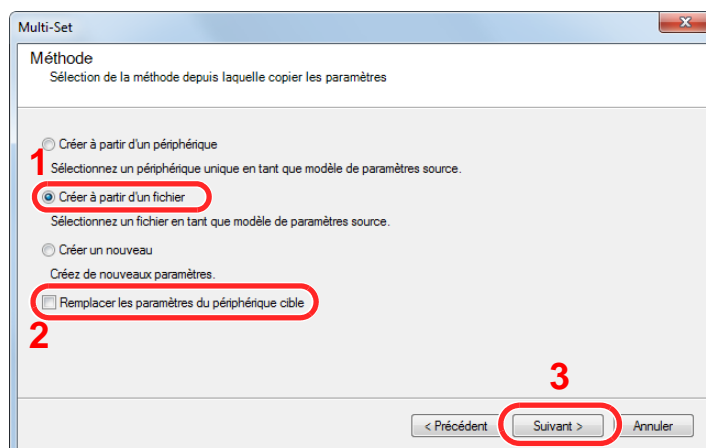 Multi-Set
Méthode
Sélection de la méthode depuis laquelle copier les paramètres
Créer à partir d'un périphérique
1
Sélectionnez un périphérique unique en tant que modèle de paramètres source.
Créer à partir d'un fichier
Sélectionnez un fichier en tant que modèle de paramètres source.
Créer un nouveau
Créez de nouveaux paramètres.
Remplacer les paramètres du périphérique cible
2
3
< Précédent Suivant > Annuler